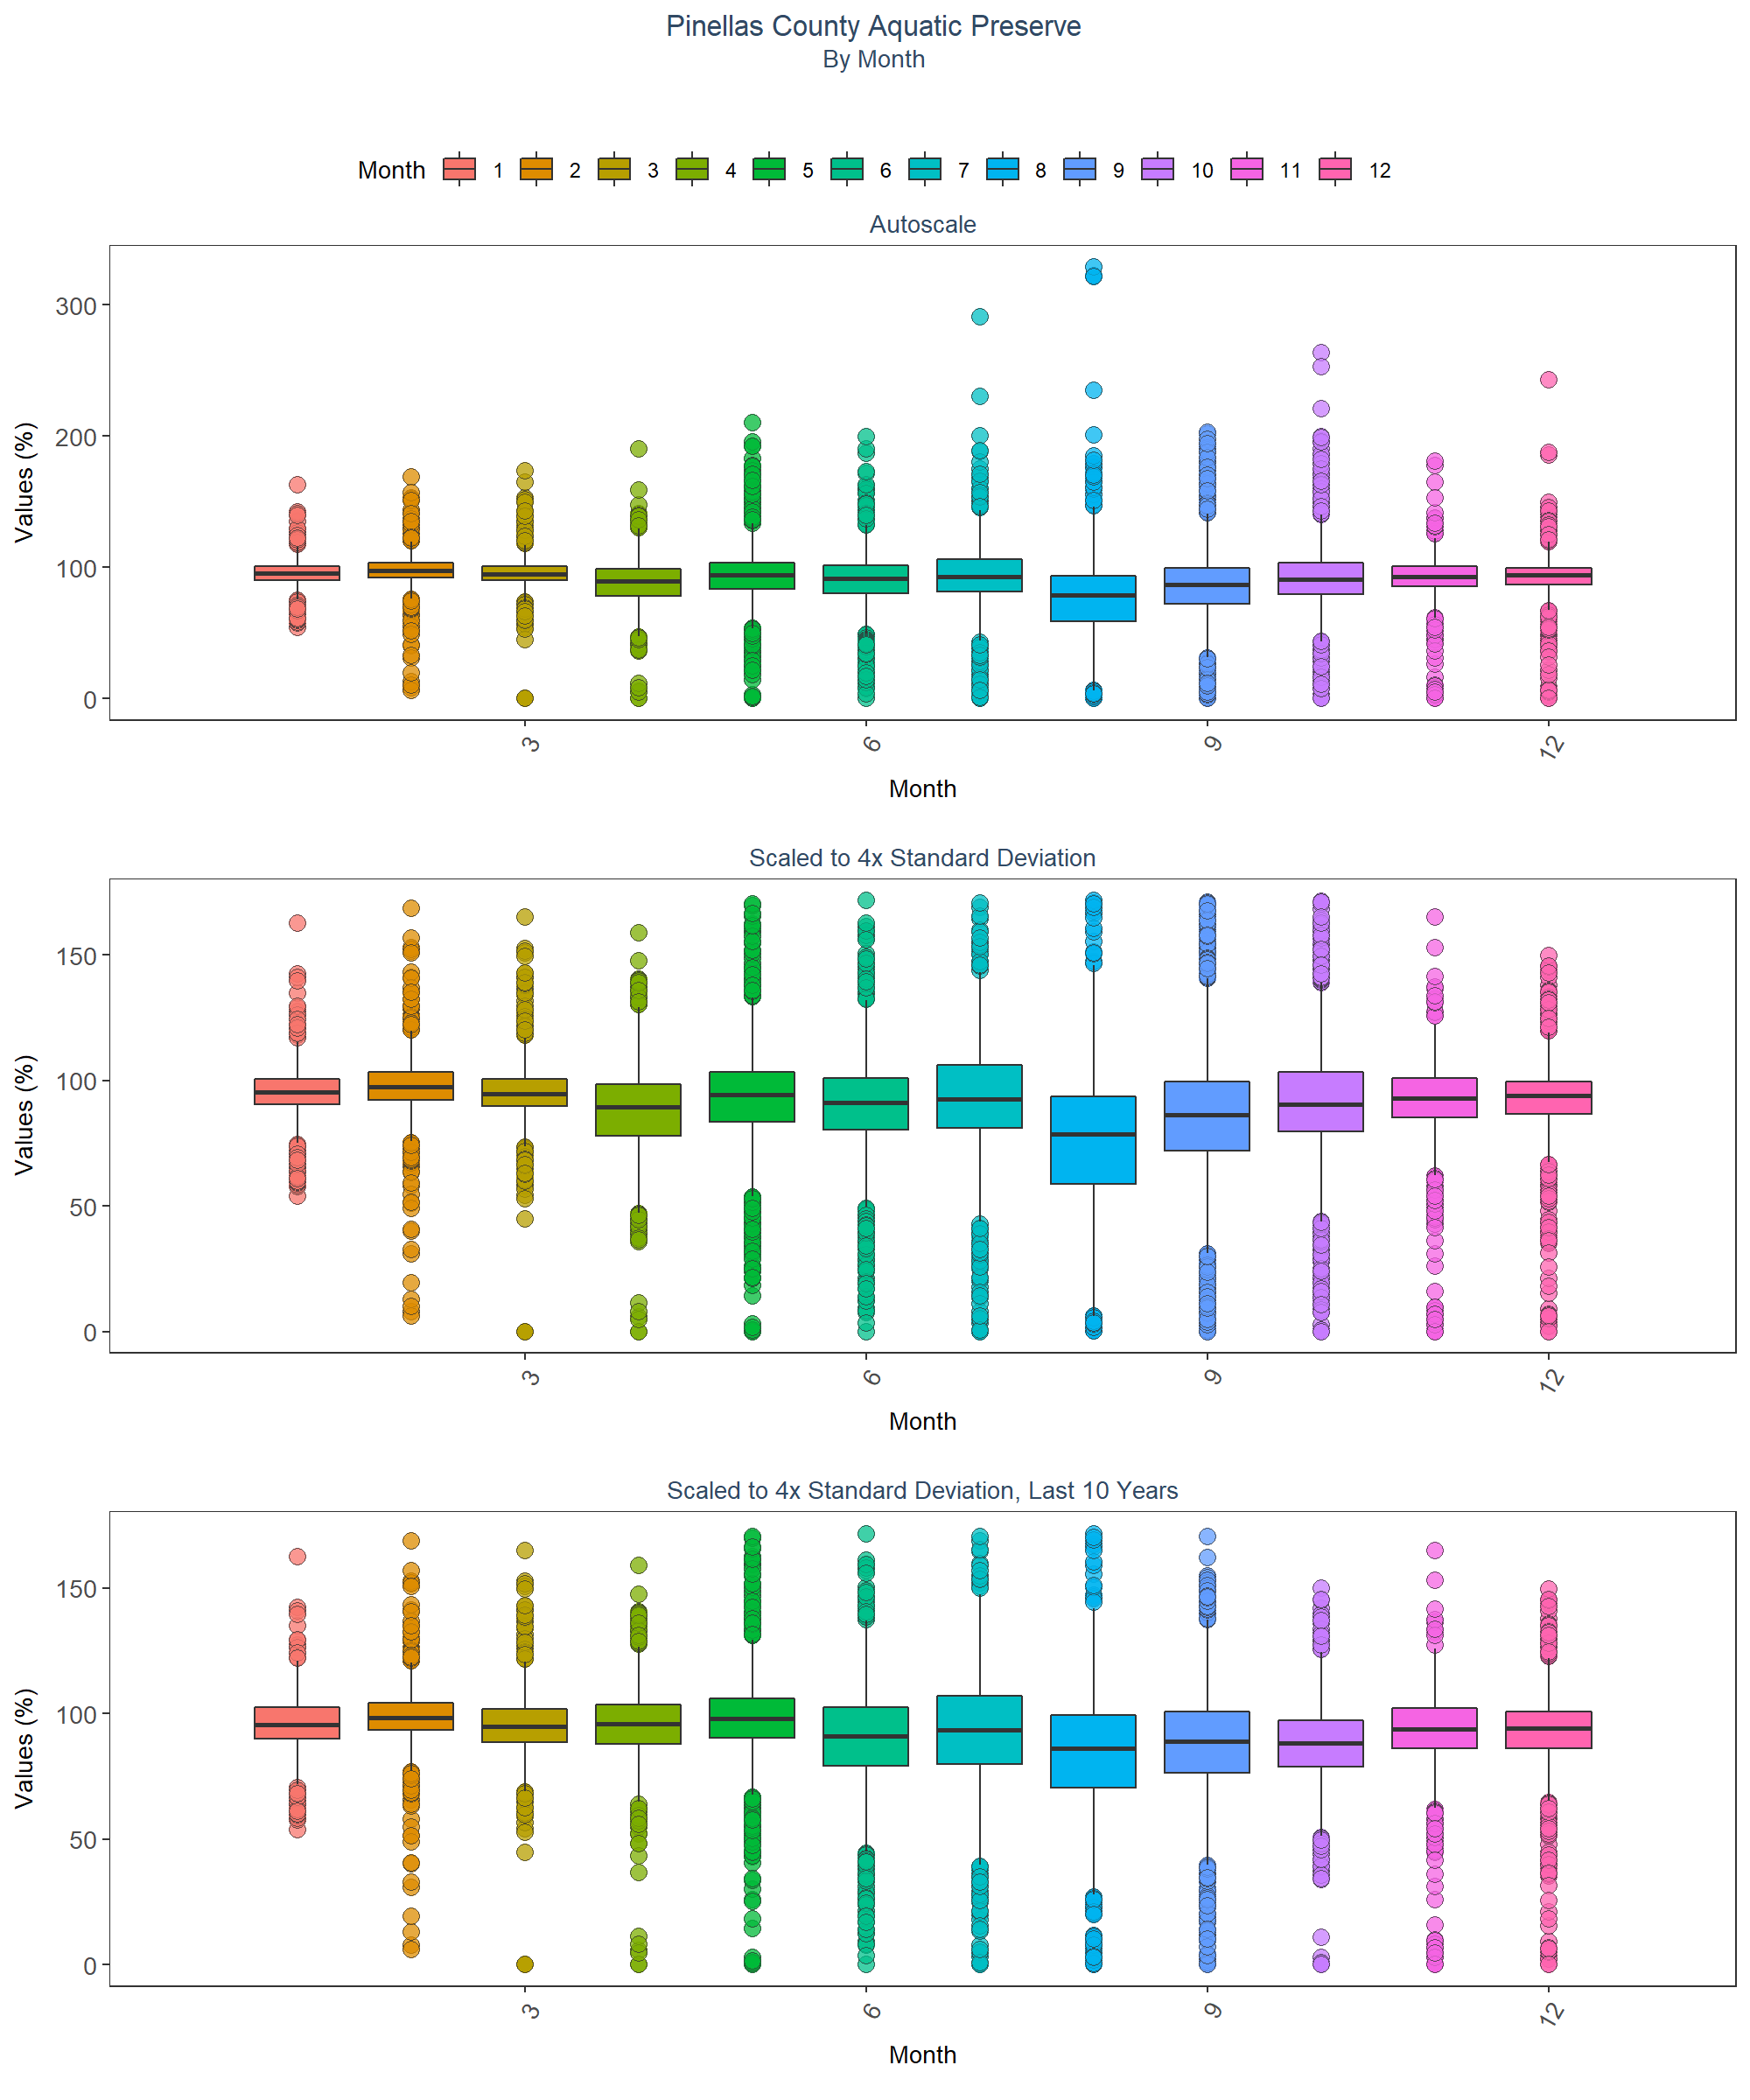 Pinellas County Aquatic Preserve
By Month
Month 1 2 3 4 5 6 7 8 9 10 11 12
Autoscale
Values (%)
300
200
100
0
3 6 9 12
Month
Scaled to 4x Standard Deviation
Values (%)
150
100
50
0
3 6 9 12
Month
Scaled to 4x Standard Deviation, Last 10 Years
Values (%)
150
100
50
0
3 6 9 12
Month